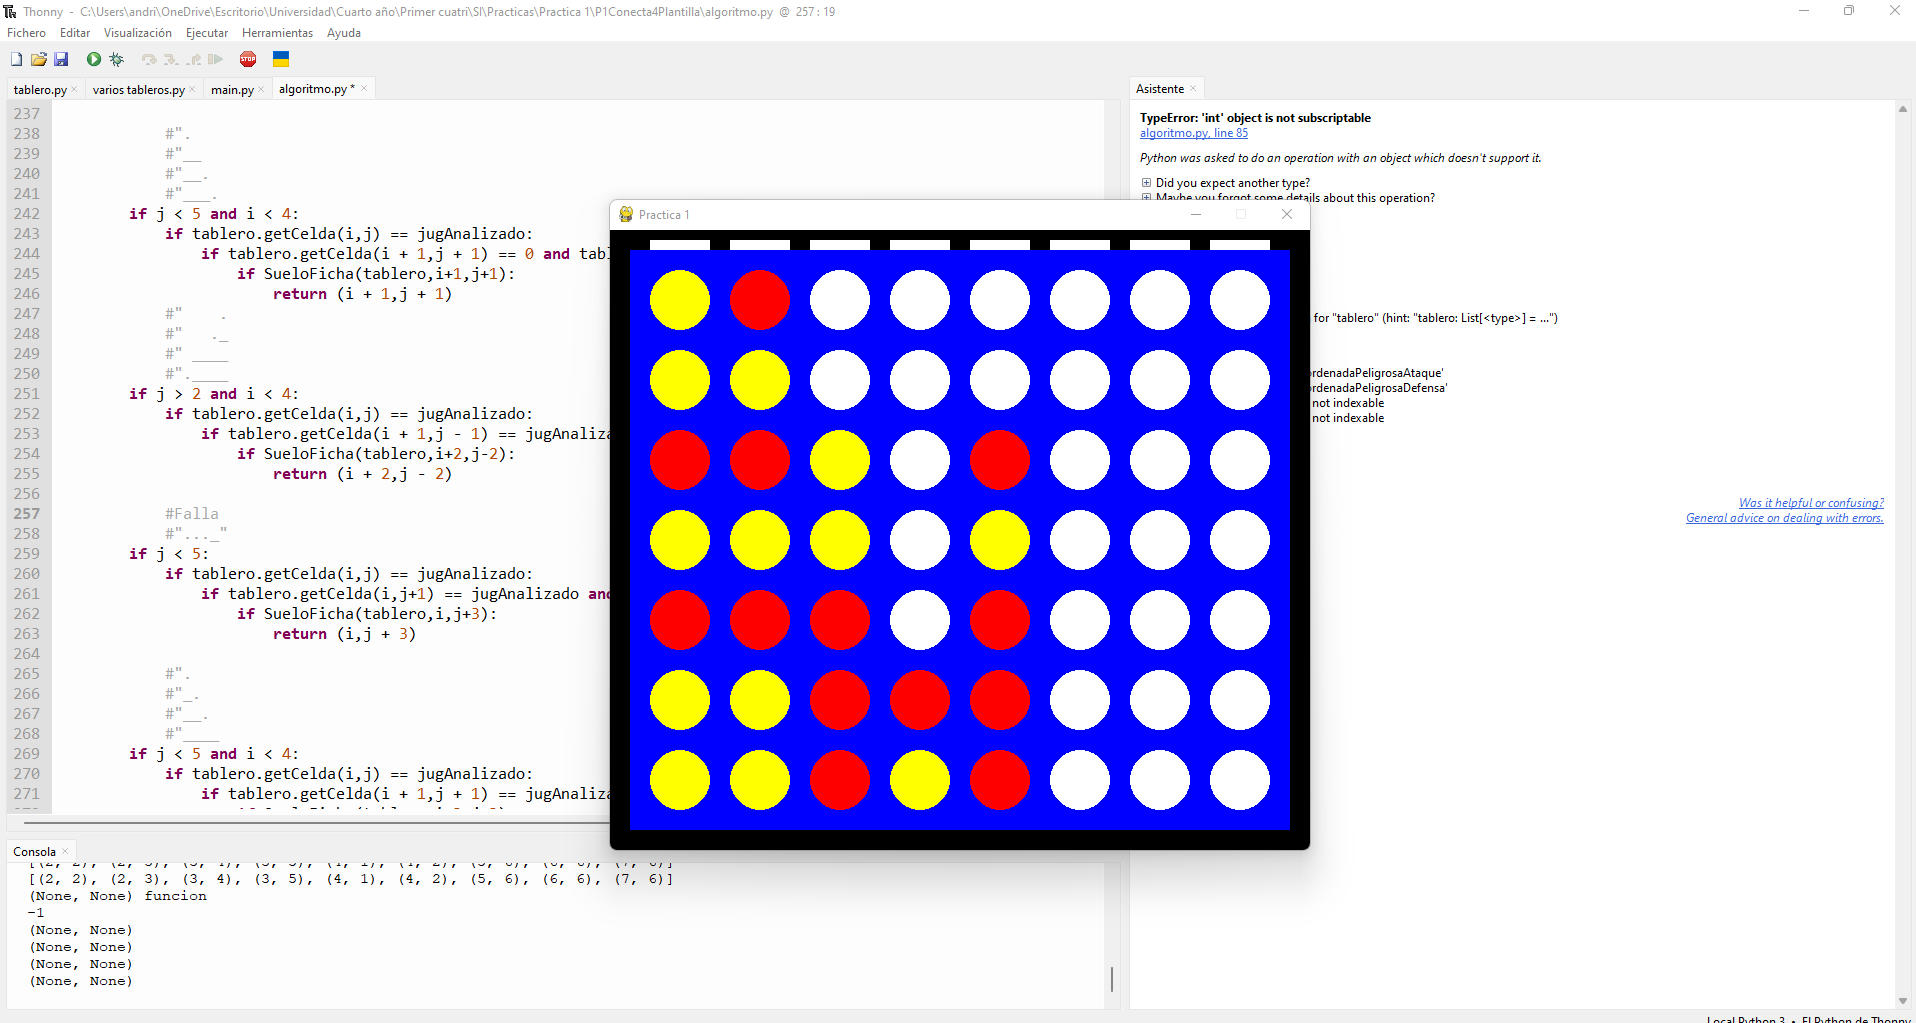 Thonny - C:\Users\andri\OneDrive\Escritorio\Universidad\Cuarto año\Primer cuatri\SI\Practicas\Practica 1\P1Conecta4Plantilla\algoritmo.py @ 257 : 19
Fichero Editar Visualización Ejecutar Herramientas Ayuda
STOP
tablero.py × varios tableros.py × main.py × algoritmo.py * ×
237
238 #".
239 #"__
240 #"__.
241 #"___.
242 if j < 5 and i < 4:
243 if tablero.getCelda(i,j) == jugAnalizado:
244 if tablero.getCelda(i + 1,j + 1) == 0 and tabl
245 if SueloFicha(tablero,i+1,j+1):
246 return (i + 1,j + 1)
247 #" .
248 #" ._
249 #" ____
250 #".____
251 if j > 2 and i < 4:
252 if tablero.getCelda(i,j) == jugAnalizado:
253 if tablero.getCelda(i + 1,j - 1) == jugAnaliza
254 if SueloFicha(tablero,i+2,j-2):
255 return (i + 2,j - 2)
256
257 #Falla
258 #"..._"
259 if j < 5:
260 if tablero.getCelda(i,j) == jugAnalizado:
261 if tablero.getCelda(i,j+1) == jugAnalizado and
262 if SueloFicha(tablero,i,j+3):
263 return (i,j + 3)
264
265 #".
266 #"_.
267 #"__.
268 #"____
269 if j < 5 and i < 4:
270 if tablero.getCelda(i,j) == jugAnalizado:
271 if tablero.getCelda(i + 1,j + 1) == jugAnaliza
Consola ×
[(2, 2), (2, 3), (3, 4), (3, 5), (4, 1), (4, 2), (5, 6), (6, 6), (7, 6)]
(None, None) funcion
-1
(None, None)
(None, None)
(None, None)
(None, None)
Practica 1
Asistente ×
TypeError: 'int' object is not subscriptable
algoritmo.py, line 85
Python was asked to do an operation with an object which doesn't support it.
Did you expect another type?
Maybe you forgot some details about this operation?
for "tablero" (hint: "tablero: List[<type>] = ...")
rdenadaPeligrosaAtaque'
rdenadaPeligrosaDefensa'
not indexable
not indexable
Was it helpful or confusing?
General advice on dealing with errors.
Local Python 3 • El Python de Thonny